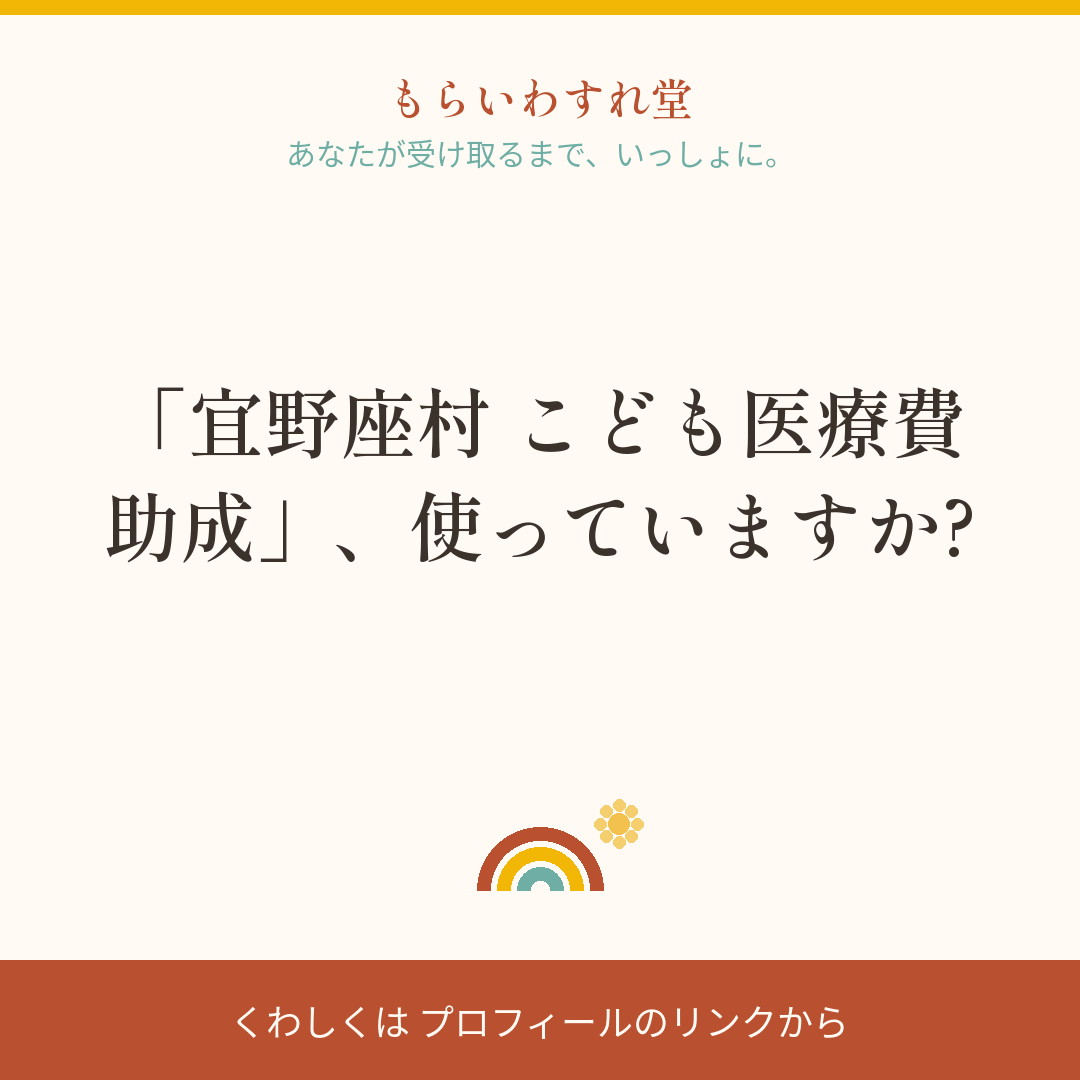 もらいわすれ堂
あなたが受け取るまで、いっしょに。
「宜野座村 こども医療費
助成」、使っていますか?
くわしくは プロフィールのリンクから